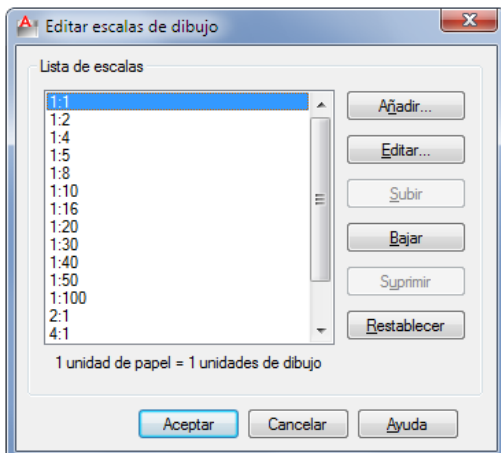 Editar escalas de dibujo
Lista de escalas
1:1
1:2
1:4
1:5
1:8
1:10
1:16
1:20
1:30
1:40
1:50
1:100
2:1
4:1
Añadir...
Editar...
Subir
Bajar
Suprimir
Restablecer
1 unidad de papel = 1 unidades de dibujo
Aceptar
Cancelar
Ayuda